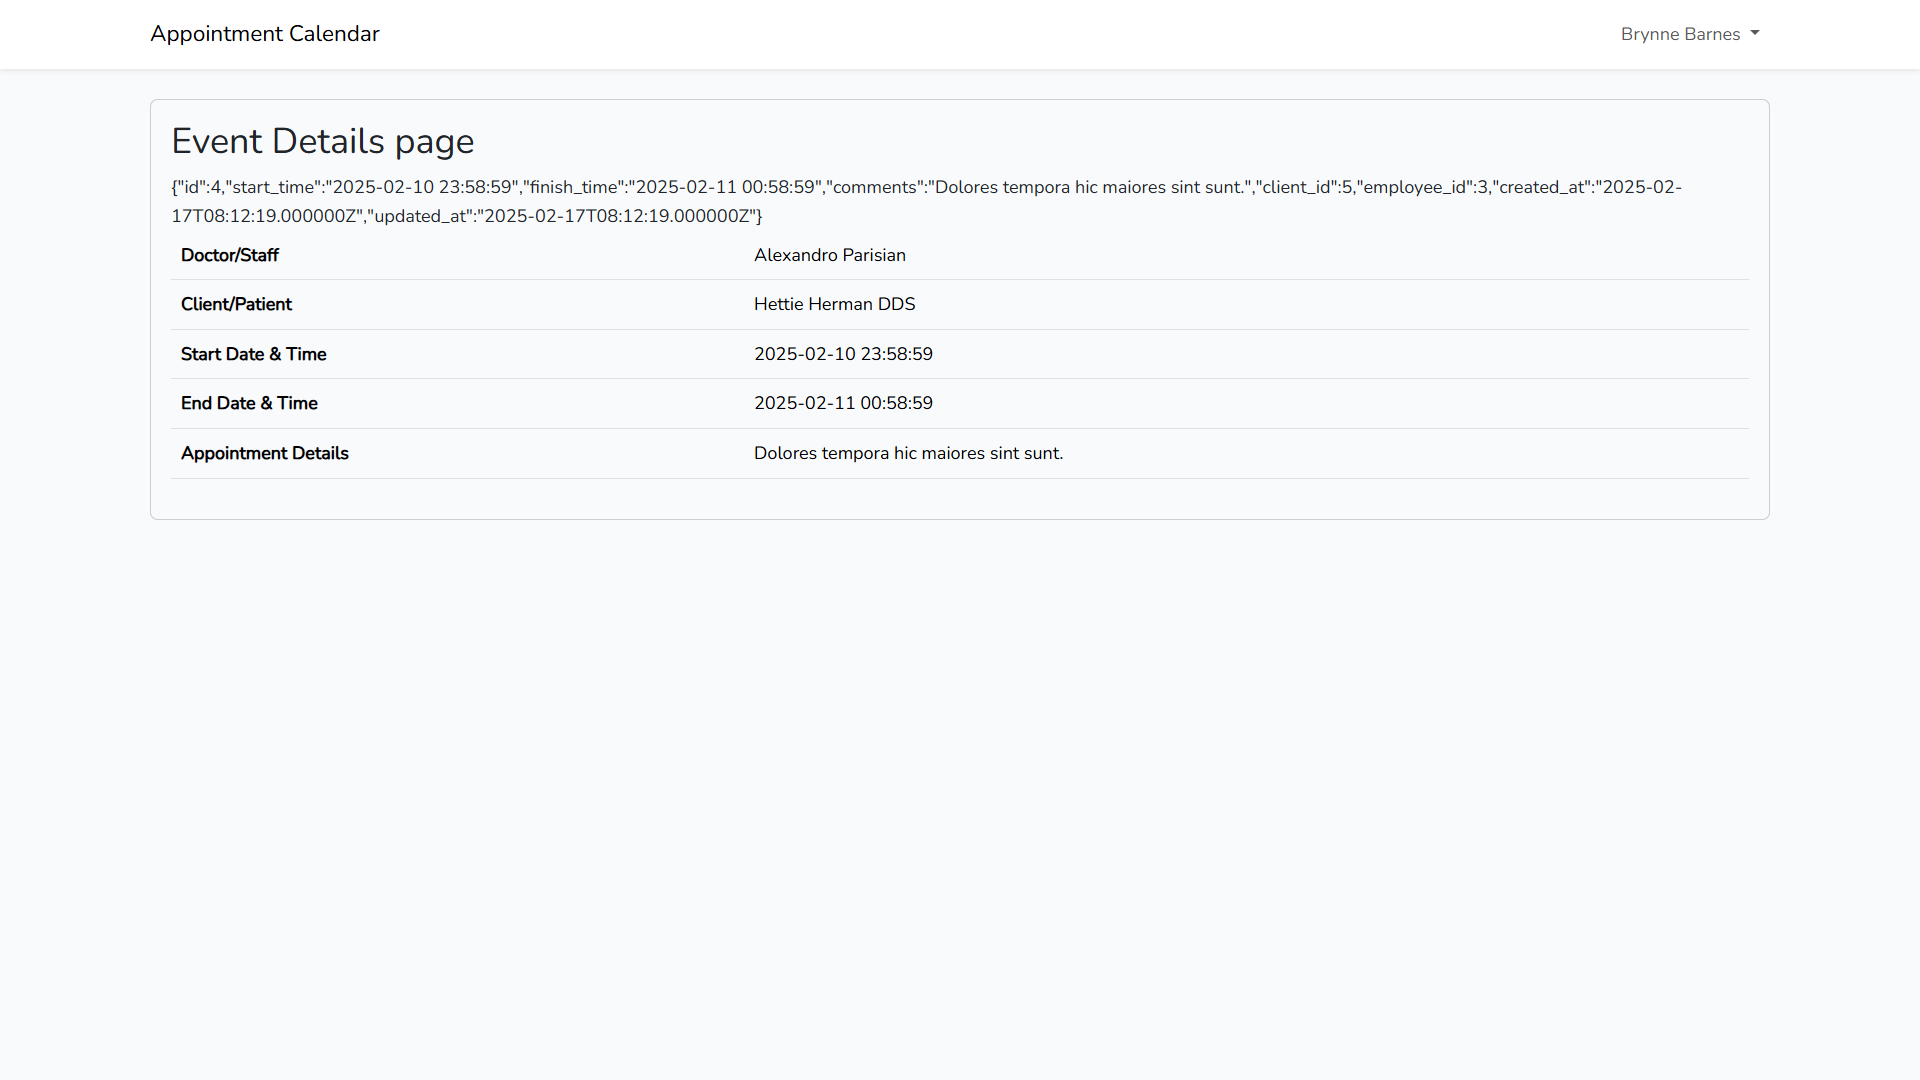 Appointment Calendar
Brynne Barnes
Event Details page
{"id":4,"start_time":"2025-02-10 23:58:59","finish_time":"2025-02-11 00:58:59","comments":"Dolores tempora hic maiores sint sunt.","client_id":5,"employee_id":3,"created_at":"2025-02-
17T08:12:19.000000Z","updated_at":"2025-02-17T08:12:19.000000Z"}
Doctor/Staff Alexandro Parisian
Client/Patient Hettie Herman DDS
Start Date & Time 2025-02-10 23:58:59
End Date & Time 2025-02-11 00:58:59
Appointment Details Dolores tempora hic maiores sint sunt.